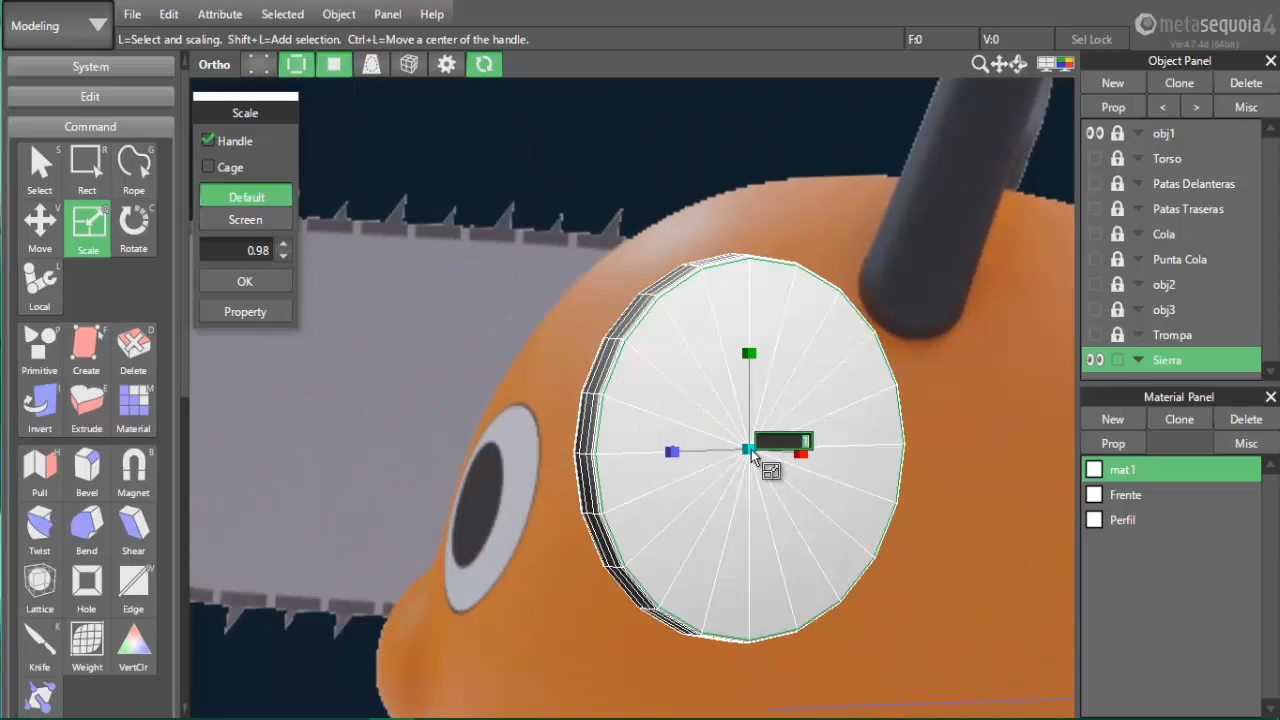 Modeling
File Edit Attribute Selected Object Panel Help
metasequoia 4
Ver4.7.4d (64bit)
L=Select and scaling. Shift+L=Add selection. Ctrl+L=Move a center of the handle.
F:0
V:0
Sel Lock
System
Edit
Command
Select S
Rect R
Rope G
Move V
Scale Q
Rotate C
Local L
Primitive P
Create F
Delete D
Invert I
Extrude E
Material M
Pull H
Bevel
Magnet U
Twist
Bend
Shear
Lattice
Hole
Edge W
Knife K
Weight
VertClr
Ortho
Scale
Handle
Cage
Default
Screen
0.98
OK
Property
1
Object Panel X
New Clone Delete
Prop < > Misc
obj1
Torso
Patas Delanteras
Patas Traseras
Cola
Punta Cola
obj2
obj3
Trompa
Sierra
Material Panel X
New Clone Delete
Prop Misc
mat1
Frente
Perfil